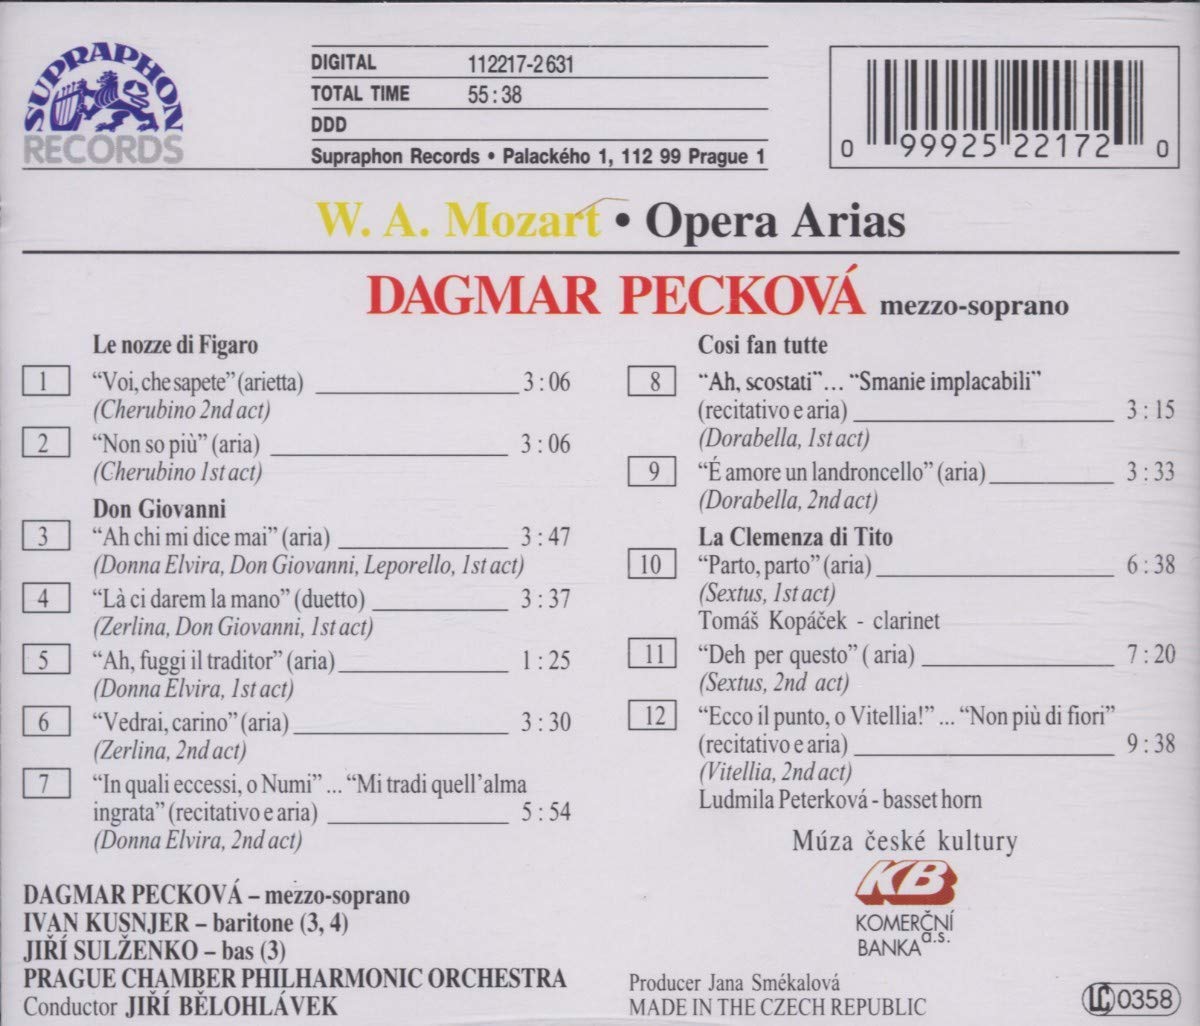 SUPRAPHON
RECORDS
DIGITAL 112217-2 631
TOTAL TIME 55:38
DDD
Supraphon Records • Palackého 1, 112 99 Prague 1
0 99925 22172 0
W. A. Mozart • Opera Arias
DAGMAR PECKOVÁ mezzo-soprano
Le nozze di Figaro
1 “Voi, che sapete” (arietta) 3:06
(Cherubino 2nd act)
2 “Non so più” (aria) 3:06
(Cherubino 1st act)
Don Giovanni
3 “Ah chi mi dice mai” (aria) 3:47
(Donna Elvira, Don Giovanni, Leporello, 1st act)
4 “Là ci darem la mano” (duetto) 3:37
(Zerlina, Don Giovanni, 1st act)
5 “Ah, fuggi il traditor” (aria) 1:25
(Donna Elvira, 1st act)
6 “Vedrai, carino” (aria) 3:30
(Zerlina, 2nd act)
7 “In quali eccessi, o Numi” ... “Mi tradi quell’alma
ingrata” (recitativo e aria) 5:54
(Donna Elvira, 2nd act)
Cosi fan tutte
8 “Ah, scostati”... “Smanie implacabili”
(recitativo e aria) 3:15
(Dorabella, 1st act)
9 “É amore un landroncello” (aria) 3:33
(Dorabella, 2nd act)
La Clemenza di Tito
10 “Parto, parto” (aria) 6:38
(Sextus, 1st act)
Tomáš Kopáček - clarinet
11 “Deh per questo” ( aria) 7:20
(Sextus, 2nd act)
12 “Ecco il punto, o Vitellia!” ... “Non più di fiori”
(recitativo e aria) 9:38
(Vitellia, 2nd act)
Ludmila Peterková - basset horn
Múza české kultury
KB
KOMERČNÍ
BANKA a.s.
DAGMAR PECKOVÁ – mezzo-soprano
IVAN KUSNJER – baritone (3, 4)
JIŘÍ SULŽENKO – bas (3)
PRAGUE CHAMBER PHILHARMONIC ORCHESTRA
Conductor JIŘÍ BĚLOHLÁVEK
Producer Jana Smékalová
MADE IN THE CZECH REPUBLIC
LC 0358